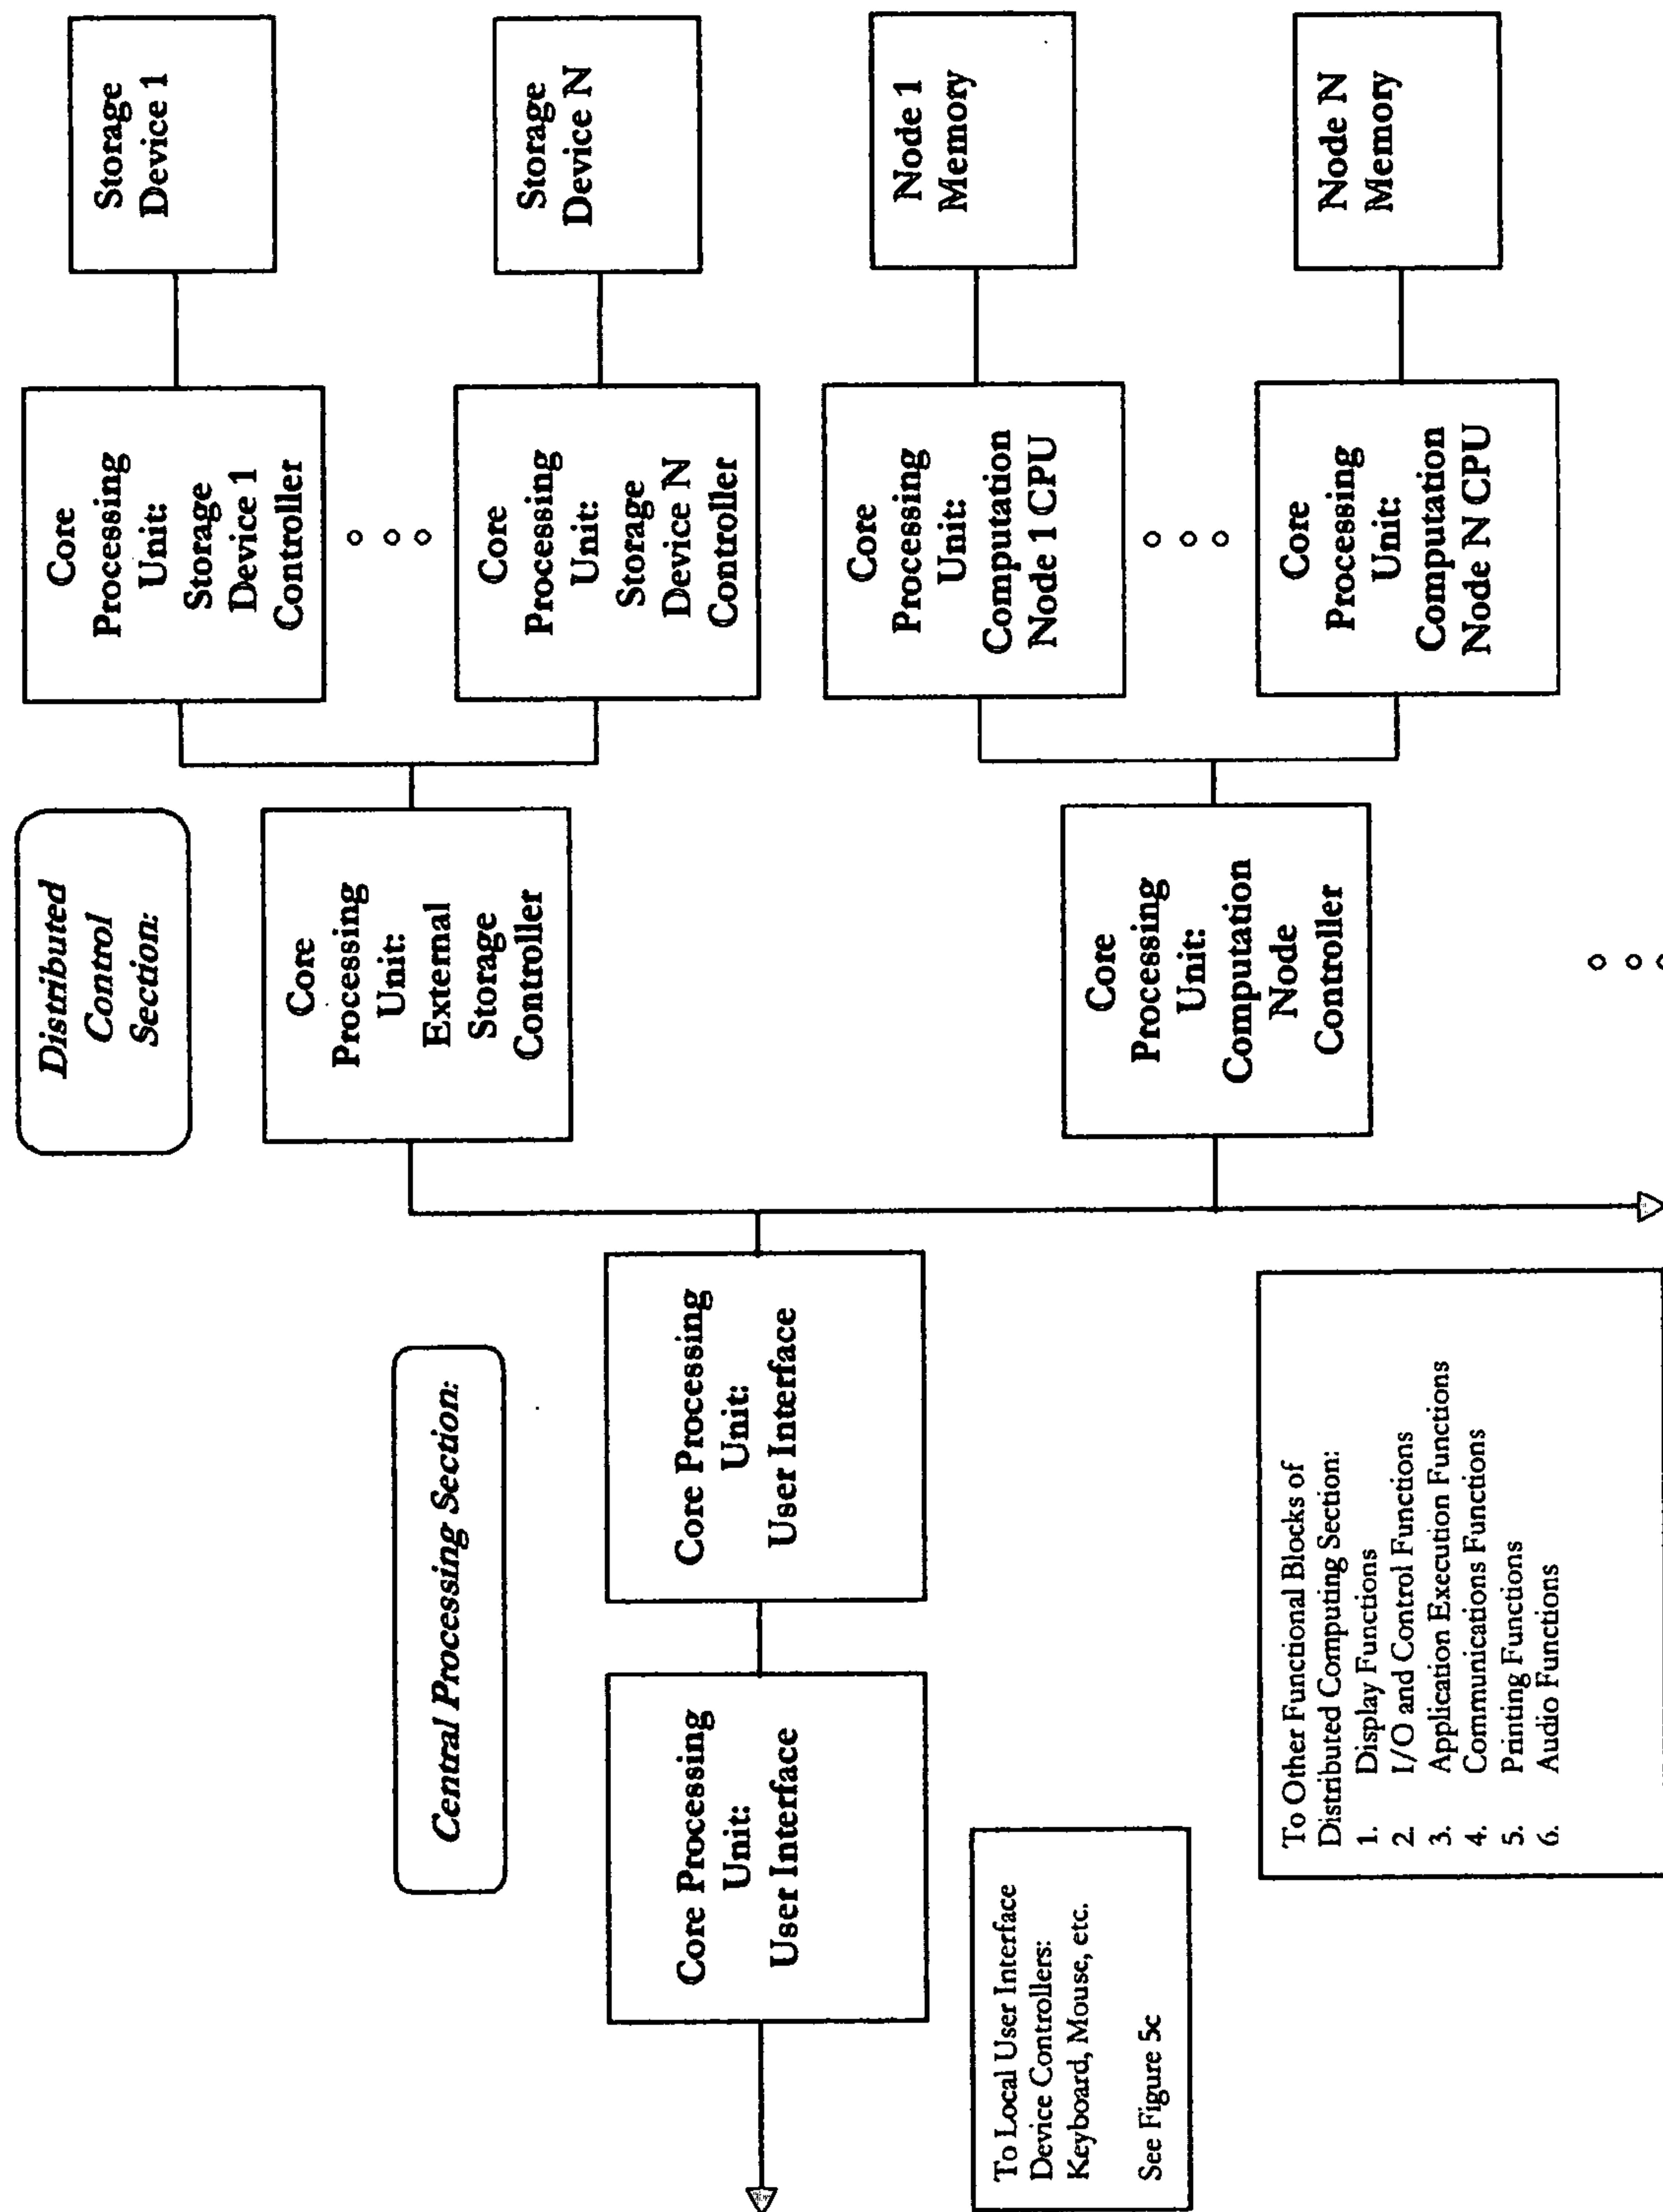 Central Processing Section:
Distributed
Control
Section:
Core Processing
Unit:
User Interface
Core Processing
Unit:
User Interface
Core
Processing
Unit:
External
Storage
Controller
Core
Processing
Unit:
Storage
Device 1
Controller
Storage
Device 1
Core
Processing
Unit:
Storage
Device N
Controller
Storage
Device N
Core
Processing
Unit:
Computation
Node
Controller
Core
Processing
Unit:
Computation
Node 1 CPU
Node 1
Memory
Core
Processing
Unit:
Computation
Node N CPU
Node N
Memory
To Local User Interface
Device Controllers:
Keyboard, Mouse, etc.
See Figure 5c
To Other Functional Blocks of
Distributed Computing Section:
1. Display Functions
2. I/O and Control Functions
3. Application Execution Functions
4. Communications Functions
5. Printing Functions
6. Audio Functions